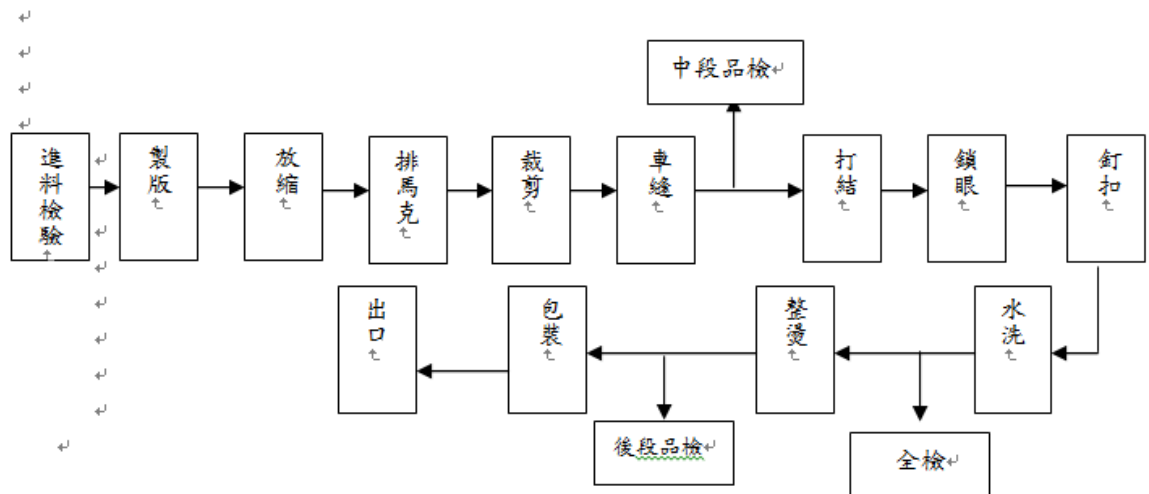 中段品檢
進料檢驗
製版
放縮
排馬克
裁剪
車縫
打結
鎖眼
釘扣
水洗
整燙
包裝
出口
後段品檢
全檢